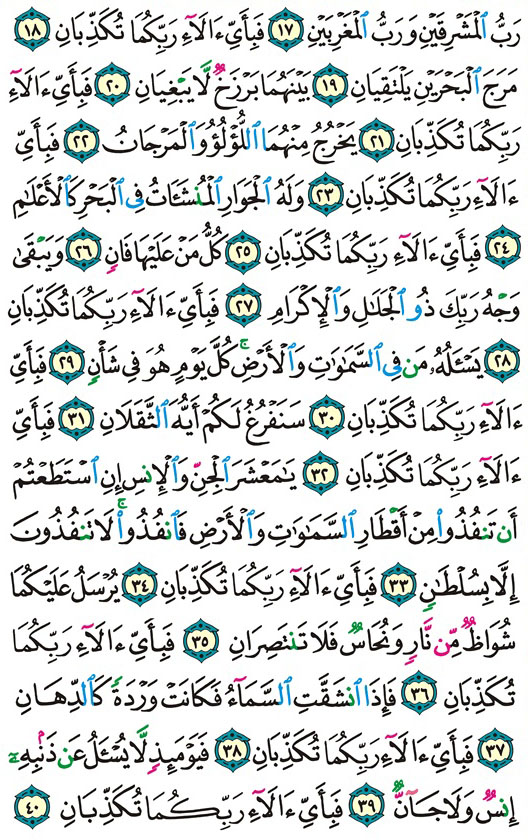 رَبُّ ٱلْمَشْرِقَيْنِ وَرَبُّ ٱلْمَغْرِبَيْنِ ١٧ فَبِأَىِّ ءَالَآءِ رَبِّكُمَا تُكَذِّبَانِ ١٨
مَرَجَ ٱلْبَحْرَيْنِ يَلْتَقِيَانِ ١٩ بَيْنَهُمَا بَرْزَخٌ لَّا يَبْغِيَانِ ٢٠ فَبِأَىِّ ءَالَآءِ
رَبِّكُمَا تُكَذِّبَانِ ٢١ يَخْرُجُ مِنْهُمَا ٱللُّؤْلُؤُ وَٱلْمَرْجَانُ ٢٢ فَبِأَىِّ
ءَالَآءِ رَبِّكُمَا تُكَذِّبَانِ ٢٣ وَلَهُ ٱلْجَوَارِ ٱلْمُنشَـَٔاتُ فِى ٱلْبَحْرِ كَٱلْأَعْلَـٰمِ
٢٤ فَبِأَىِّ ءَالَآءِ رَبِّكُمَا تُكَذِّبَانِ ٢٥ كُلُّ مَنْ عَلَيْهَا فَانٍ ٢٦ وَيَبْقَىٰ
وَجْهُ رَبِّكَ ذُو ٱلْجَلَـٰلِ وَٱلْإِكْرَامِ ٢٧ فَبِأَىِّ ءَالَآءِ رَبِّكُمَا تُكَذِّبَانِ
٢٨ يَسْـَٔلُهُۥ مَن فِى ٱلسَّمَـٰوَٰتِ وَٱلْأَرْضِ ۚ كُلَّ يَوْمٍ هُوَ فِى شَأْنٍ ٢٩ فَبِأَىِّ
ءَالَآءِ رَبِّكُمَا تُكَذِّبَانِ ٣٠ سَنَفْرُغُ لَكُمْ أَيُّهَ ٱلثَّقَلَانِ ٣١ فَبِأَىِّ
ءَالَآءِ رَبِّكُمَا تُكَذِّبَانِ ٣٢ يَـٰمَعْشَرَ ٱلْجِنِّ وَٱلْإِنسِ إِنِ ٱسْتَطَعْتُمْ
أَن تَنفُذُوا۟ مِنْ أَقْطَارِ ٱلسَّمَـٰوَٰتِ وَٱلْأَرْضِ فَٱنفُذُوا۟ ۚ لَا تَنفُذُونَ
إِلَّا بِسُلْطَـٰنٍ ٣٣ فَبِأَىِّ ءَالَآءِ رَبِّكُمَا تُكَذِّبَانِ ٣٤ يُرْسَلُ عَلَيْكُمَا
شُوَاظٌ مِّن نَّارٍ وَنُحَاسٌ فَلَا تَنتَصِرَانِ ٣٥ فَبِأَىِّ ءَالَآءِ رَبِّكُمَا
تُكَذِّبَانِ ٣٦ فَإِذَا ٱنشَقَّتِ ٱلسَّمَآءُ فَكَانَتْ وَرْدَةً كَٱلدِّهَانِ
٣٧ فَبِأَىِّ ءَالَآءِ رَبِّكُمَا تُكَذِّبَانِ ٣٨ فَيَوْمَئِذٍ لَّا يُسْـَٔلُ عَن ذَنۢبِهِۦٓ
إِنسٌ وَلَا جَآنٌّ ٣٩ فَبِأَىِّ ءَالَآءِ رَبِّكُمَا تُكَذِّبَانِ ٤٠